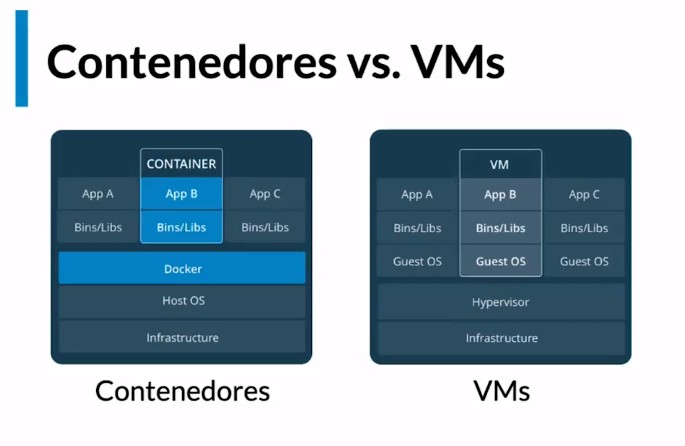 Contenedores vs. VMs
CONTAINER
App A App B App C
Bins/Libs Bins/Libs Bins/Libs
Docker
Host OS
Infrastructure
Contenedores
VM
App A App B App C
Bins/Libs Bins/Libs Bins/Libs
Guest OS Guest OS Guest OS
Hypervisor
Infrastructure
VMs